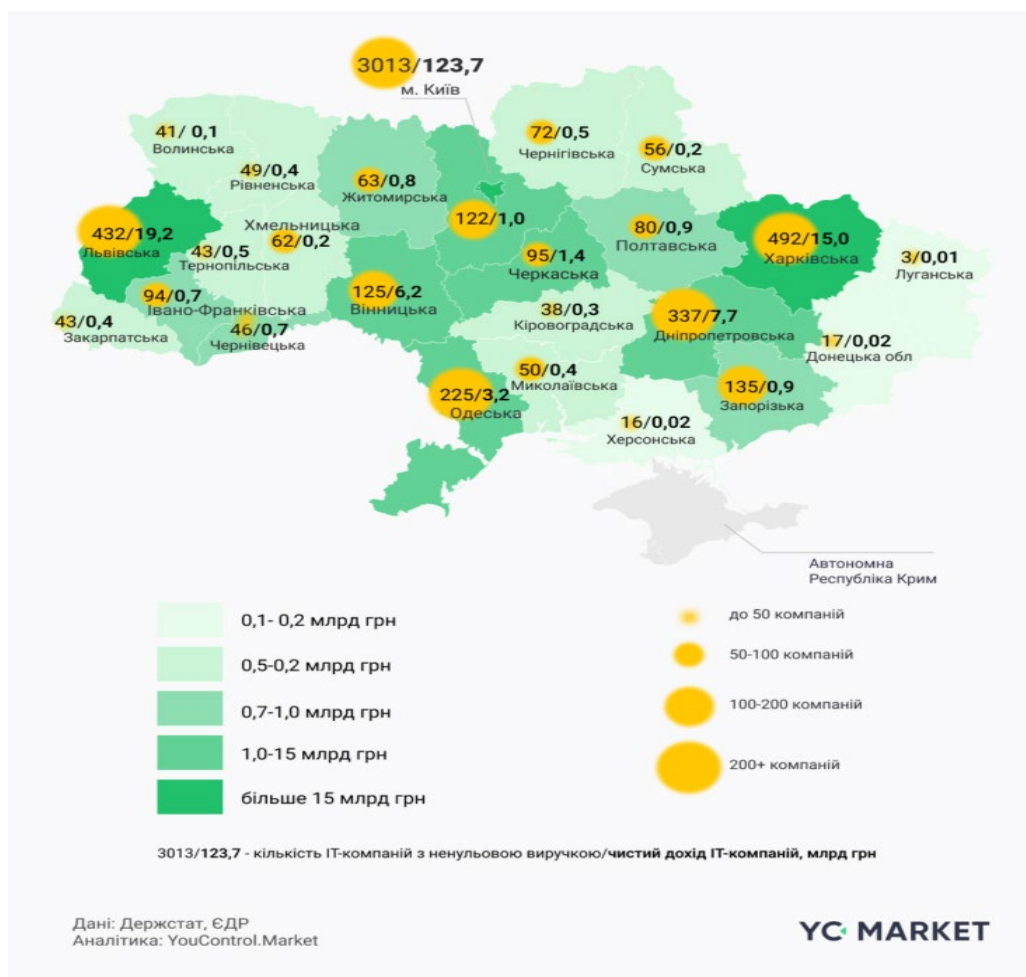 3013/123,7
м. Київ
41/ 0,1
Волинська
49/0,4
Рівненська
63/0,8
Житомирська
72/0,5
Чернігівська
56/0,2
Сумська
432/19,2
Львівська
43/0,5
Тернопільська
Хмельницька
62/0,2
122/1,0
95/1,4
Черкаська
80/0,9
Полтавська
492/15,0
Харківська
3/0,01
Луганська
94/0,7
Івано-Франківська
43/0,4
Закарпатська
46/0,7
Чернівецька
125/6,2
Вінницька
38/0,3
Кіровоградська
337/7,7
Дніпропетровська
17/0,02
Донецька обл
225/3,2
Одеська
50/0,4
Миколаївська
135/0,9
Запорізька
16/0,02
Херсонська
Автономна
Республіка Крим
0,1- 0,2 млрд грн
0,5-0,2 млрд грн
0,7-1,0 млрд грн
1,0-15 млрд грн
більше 15 млрд грн
до 50 компаній
50-100 компаній
100-200 компаній
200+ компаній
3013/123,7 - кількість ІТ-компаній з ненульовою виручкою/чистий дохід ІТ-компаній, млрд грн
Дані: Держстат, ЄДР
Аналітика: YouControl.Market
YC MARKET